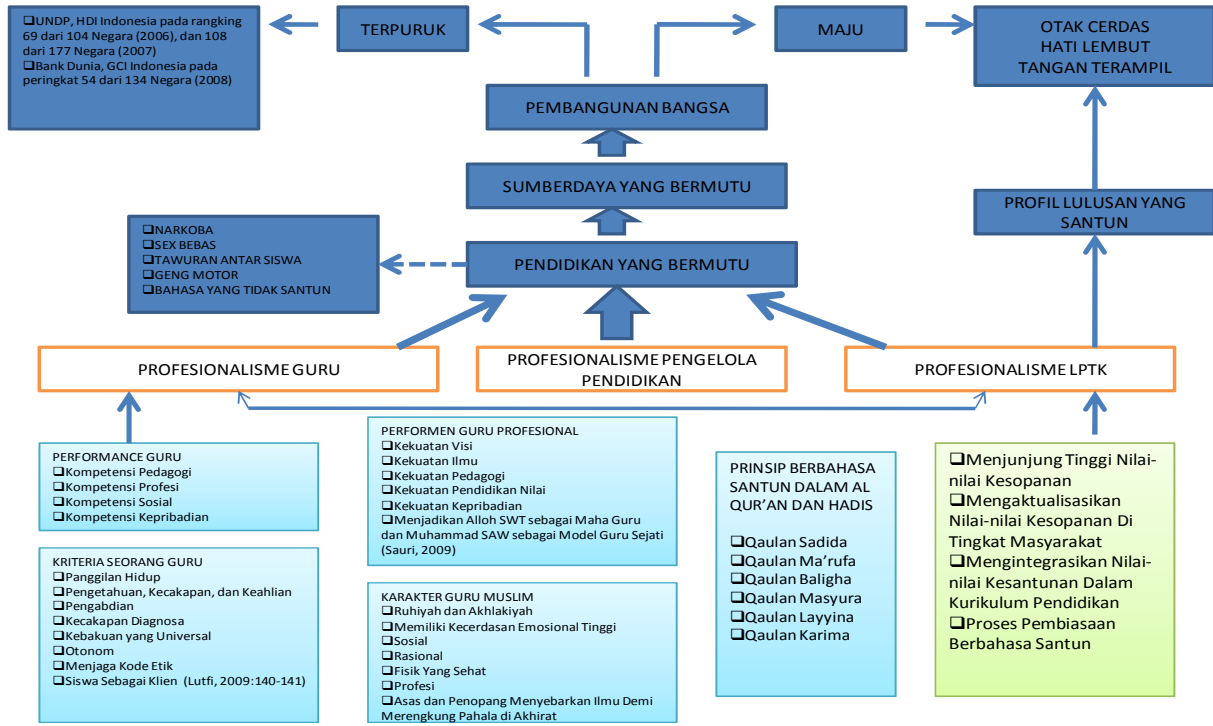 ❑UNDP, HDI Indonesia pada rangking
69 dari 104 Negara (2006), dan 108
dari 177 Negara (2007)
❑Bank Dunia, GCI Indonesia pada
peringkat 54 dari 134 Negara (2008)
TERPURUK
MAJU
OTAK CERDAS
HATI LEMBUT
TANGAN TERAMPIL
PEMBANGUNAN BANGSA
SUMBERDAYA YANG BERMUTU
PROFIL LULUSAN YANG
SANTUN
❑NARKOBA
❑SEX BEBAS
❑TAWURAN ANTAR SISWA
❑GENG MOTOR
❑BAHASA YANG TIDAK SANTUN
PENDIDIKAN YANG BERMUTU
PROFESIONALISME GURU
PROFESIONALISME PENGELOLA
PENDIDIKAN
PROFESIONALISME LPTK
PERFORMANCE GURU
❑Kompetensi Pedagogi
❑Kompetensi Profesi
❑Kompetensi Sosial
❑Kompetensi Kepribadian
KRITERIA SEORANG GURU
❑Panggilan Hidup
❑Pengetahuan, Kecakapan, dan Keahlian
❑Pengabdian
❑Kecakapan Diagnosa
❑Kebakuan yang Universal
❑Otonom
❑Menjaga Kode Etik
❑Siswa Sebagai Klien (Lutfi, 2009:140-141)
PERFORMEN GURU PROFESIONAL
❑Kekuatan Visi
❑Kekuatan Ilmu
❑Kekuatan Pedagogi
❑Kekuatan Pendidikan Nilai
❑Kekuatan Kepribadian
❑Menjadikan Alloh SWT sebagai Maha Guru
dan Muhammad SAW sebagai Model Guru Sejati
(Sauri, 2009)
KARAKTER GURU MUSLIM
❑Ruhiyah dan Akhlakiyah
❑Memiliki Kecerdasan Emosional Tinggi
❑Sosial
❑Rasional
❑Fisik Yang Sehat
❑Profesi
❑Asas dan Penopang Menyebarkan Ilmu Demi
Merengkung Pahala di Akhirat
PRINSIP BERBAHASA
SANTUN DALAM AL
QUR'AN DAN HADIS
❑Qaulan Sadida
❑Qaulan Ma'rufa
❑Qaulan Baligha
❑Qaulan Masyura
❑Qaulan Layyina
❑Qaulan Karima
❑Menjunjung Tinggi Nilai-
nilai Kesopanan
❑Mengaktualisasikan
Nilai-nilai Kesopanan Di
Tingkat Masyarakat
❑Mengintegrasikan Nilai-
nilai Kesantunan Dalam
Kurikulum Pendidikan
❑Proses Pembiasaan
Berbahasa Santun